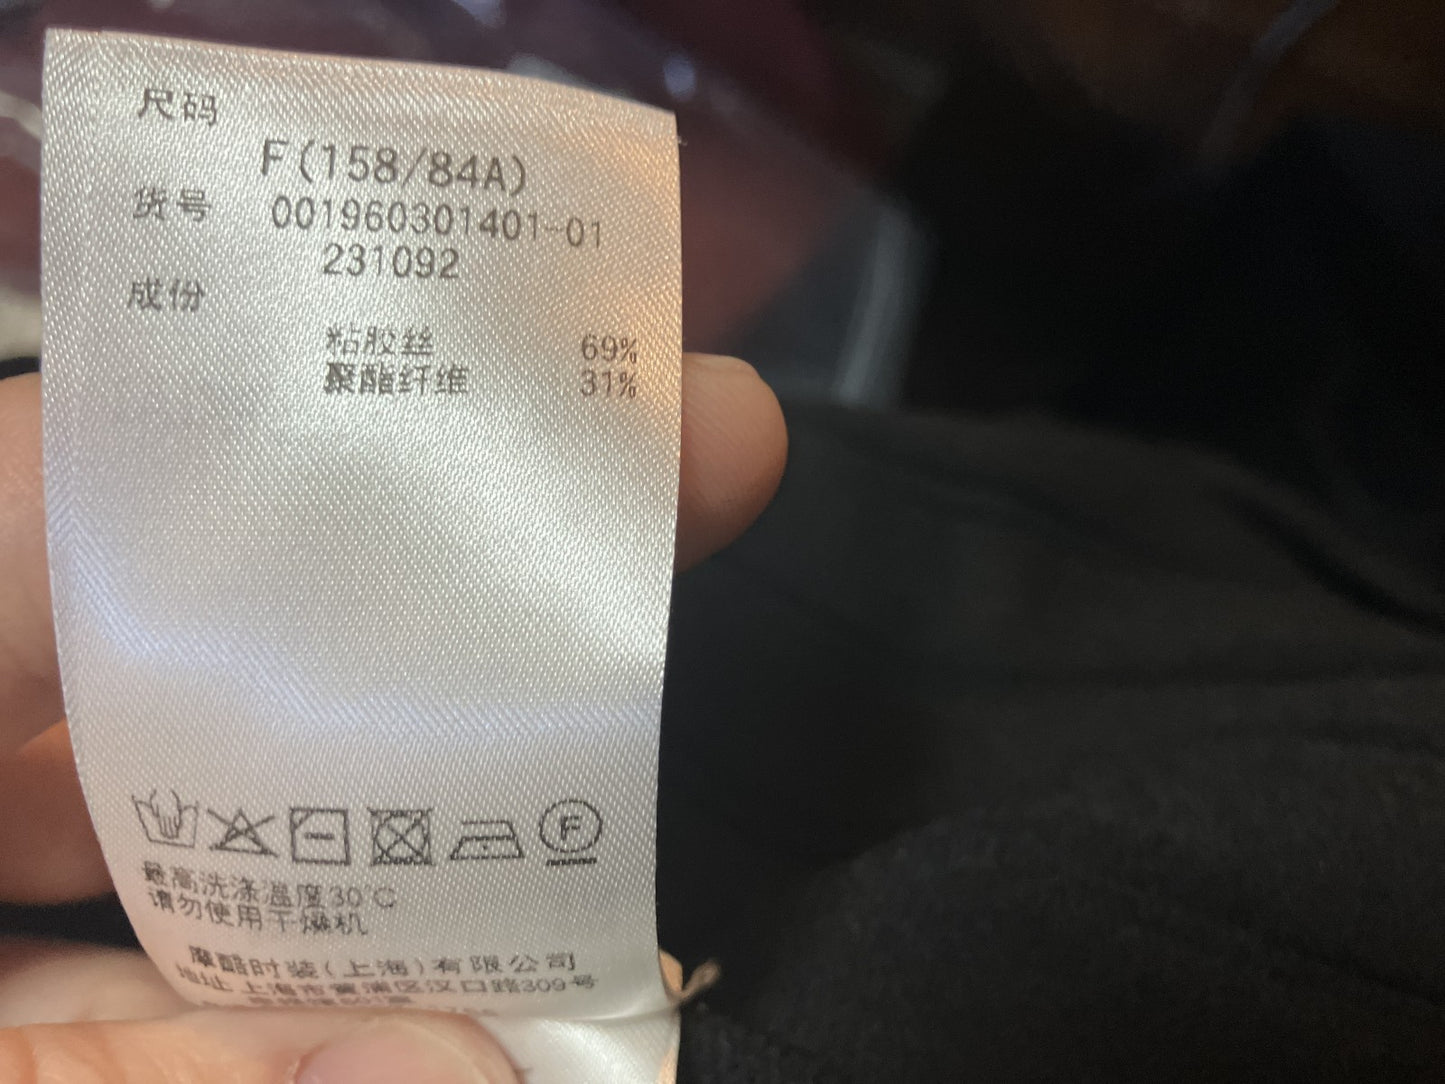 尺码
F(158/84A)
货号 001960301401-01
231092
成份
粘胶丝 69%
聚酯纤维 31%
F
最高洗涤温度30℃
请勿使用干燥机
摩酷时装(上海)有限公司
地址 上海市黄浦区汉口路309号